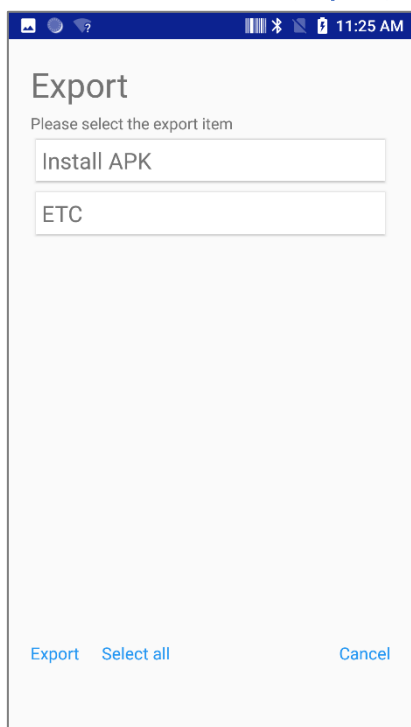 11:25 AM
Export
Please select the export item
Install APK
ETC
Export Select all Cancel